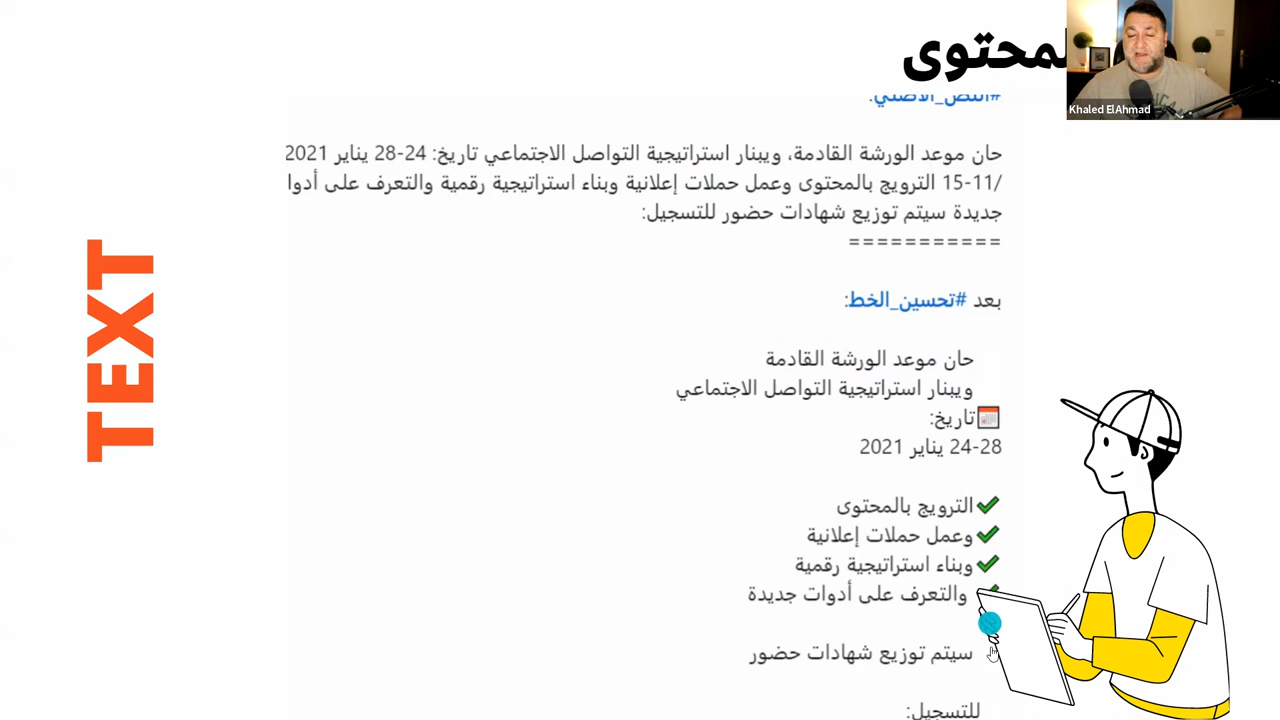 لمحتوى
Khaled ElAhmad
#النص_الأصلي:
حان موعد الورشة القادمة، ويبنار استراتيجية التواصل الاجتماعي تاريخ: 24-28 يناير 2021
/15-11 الترويج بالمحتوى وعمل حملات إعلانية وبناء استراتيجية رقمية والتعرف على أدوا
جديدة سيتم توزيع شهادات حضور للتسجيل:
===========
بعد #تحسين_الخط:
حان موعد الورشة القادمة
ويبنار استراتيجية التواصل الاجتماعي
📅تاريخ:
24-28 يناير 2021
✔الترويج بالمحتوى
✔وعمل حملات إعلانية
✔وبناء استراتيجية رقمية
✔والتعرف على أدوات جديدة
سيتم توزيع شهادات حضور
للتسجيل:
TEXT